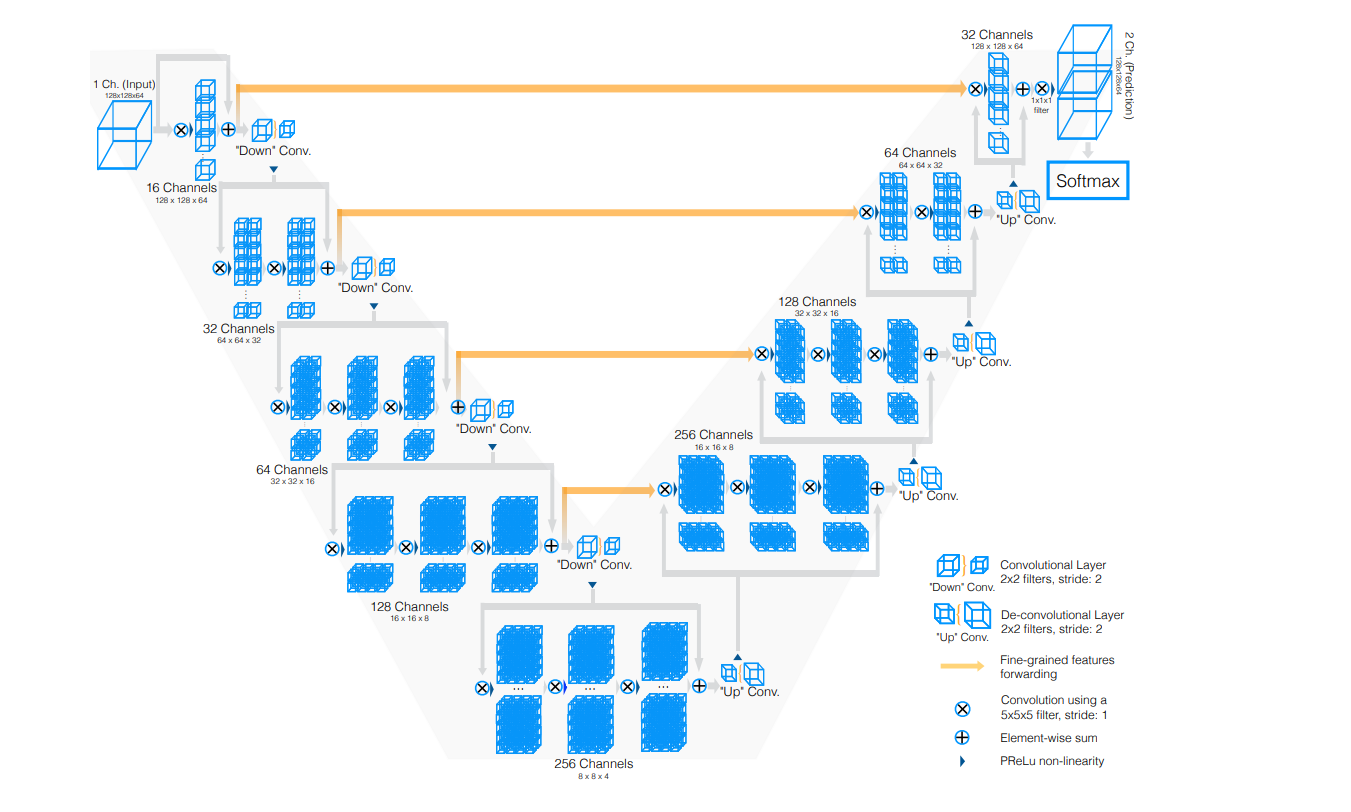 1 Ch. (Input)
128x128x64
"Down" Conv.
16 Channels
128 x 128 x 64
"Down" Conv.
32 Channels
64 x 64 x 32
"Down" Conv.
64 Channels
32 x 32 x 16
"Down" Conv.
128 Channels
16 x 16 x 8
...
...
...
256 Channels
8 x 8 x 4
"Up" Conv.
256 Channels
16 x 16 x 8
"Up" Conv.
128 Channels
32 x 32 x 16
"Up" Conv.
64 Channels
64 x 64 x 32
"Up" Conv.
32 Channels
128 x 128 x 64
1x1x1
filter
2 Ch. (Prediction)
128x128x64
Softmax
"Down" Conv.
Convolutional Layer
2x2 filters, stride: 2
"Up" Conv.
De-convolutional Layer
2x2 filters, stride: 2
Fine-grained features
forwarding
Convolution using a
5x5x5 filter, stride: 1
Element-wise sum
PReLu non-linearity